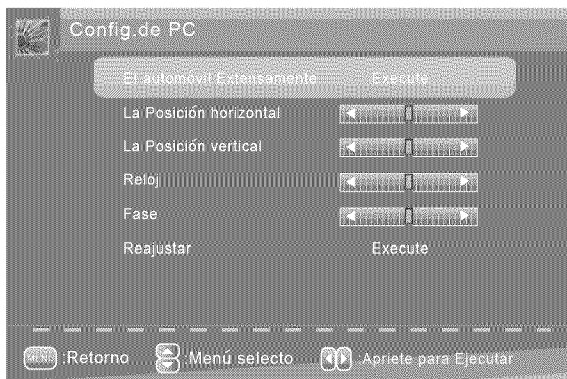 Config.de PC
El automóvil Extensamente Execute
La Posición horizontal
La Posición vertical
Reloj
Fase
Reajustar Execute
MENU :Retorno :Menú selecto :Apriete para Ejecutar